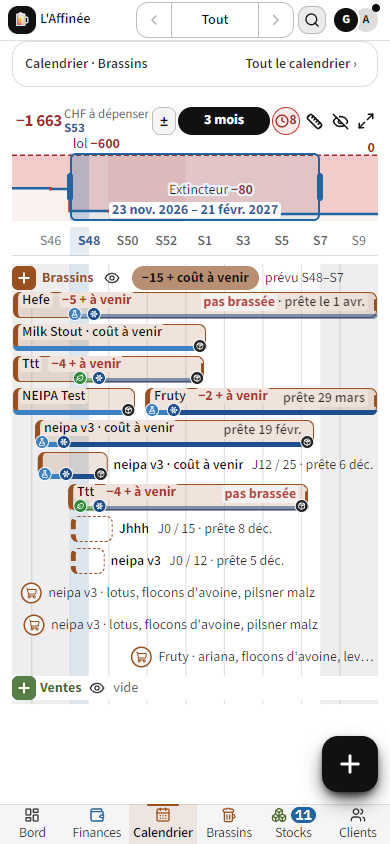 L'Affinée
Tout
G
A
Calendrier · Brassins
Tout le calendrier ›
−1 663 CHF à dépenser
S53
±
3 mois
8
lol −600
0
Extincteur −80
23 nov. 2026 – 21 févr. 2027
S46 S48 S50 S52 S1 S3 S5 S7 S9
Brassins
−15 + coût à venir
prévu S48–S7
Hefe −5 + à venir
pas brassée · prête le 1 avr.
Milk Stout · coût à venir
Ttt −4 + à venir
NEIPA Test
Fruty −2 + à venir
prête 29 mars
neipa v3 · coût à venir
prête 19 févr.
neipa v3 · coût à venir J12 / 25 · prête 6 déc.
Ttt −4 + à venir
pas brassée
Jhhh J0 / 15 · prête 8 déc.
neipa v3 J0 / 12 · prête 5 déc.
neipa v3 · lotus, flocons d'avoine, pilsner malz
neipa v3 · lotus, flocons d'avoine, pilsner malz
Fruty · ariana, flocons d'avoine, lev…
Ventes
vide
Bord
Finances
Calendrier
Brassins
Stocks
11
Clients